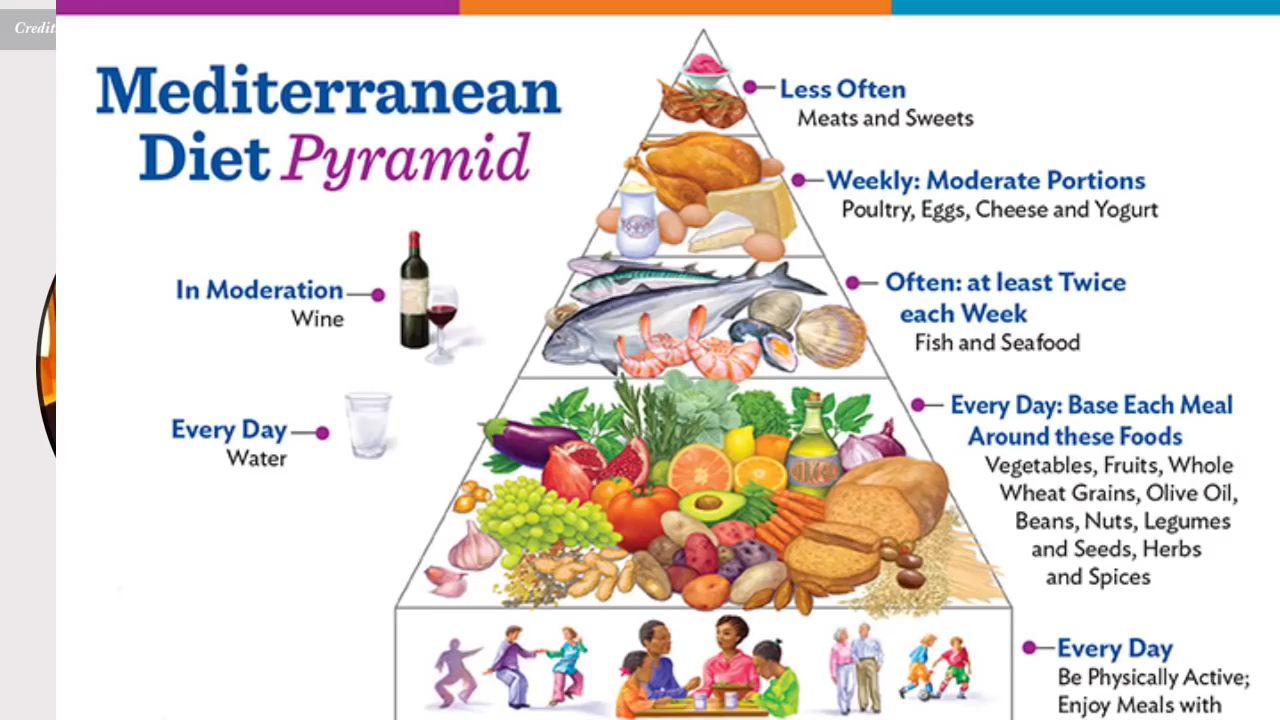 Credit
Mediterranean
Diet Pyramid
Less Often
Meats and Sweets
Weekly: Moderate Portions
Poultry, Eggs, Cheese and Yogurt
In Moderation
Wine
Often: at least Twice
each Week
Fish and Seafood
Every Day
Water
Every Day: Base Each Meal
Around these Foods
Vegetables, Fruits, Whole
Wheat Grains, Olive Oil,
Beans, Nuts, Legumes
and Seeds, Herbs
and Spices
Every Day
Be Physically Active;
Enjoy Meals with